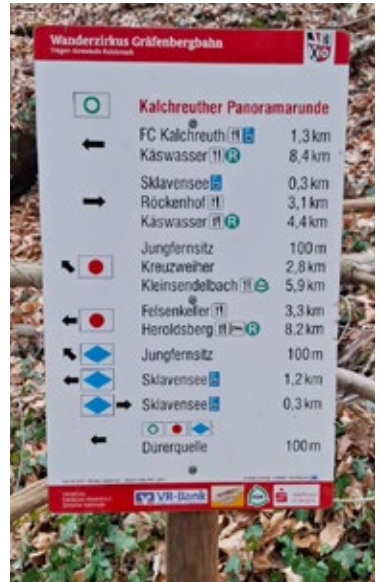 Wanderzirkus Gräfenbergbahn
Kalchreuther Panoramarunde
FC Kalchreuth 1,3 km
Käswasser R 8,4 km
Sklavensee 0,3 km
Röckenhof 3,1 km
Käswasser R 4,4 km
Jungfernsitz 100 m
Kreuzweiher 2,8 km
Kleinsendelbach 5,9 km
Felsenkeller 3,3 km
Heroldsberg R 8,2 km
Jungfernsitz 100 m
Sklavensee 1,2 km
Sklavensee 0,3 km
Dürerquelle 100 m
VR-Bank